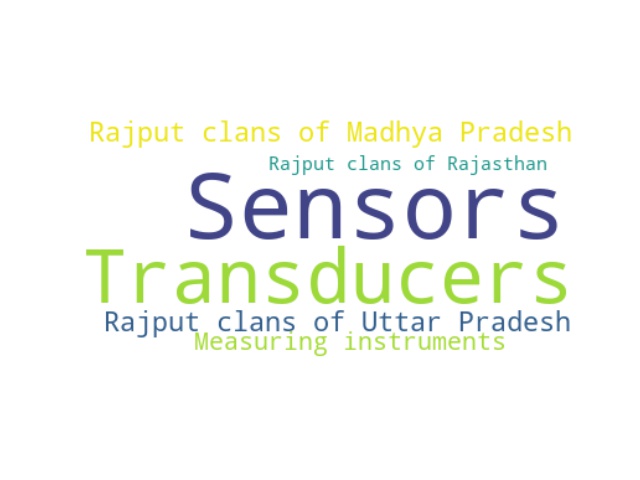 Rajput clans of Madhya Pradesh
Rajput clans of Rajasthan
Sensors
Transducers
Rajput clans of Uttar Pradesh
Measuring instruments